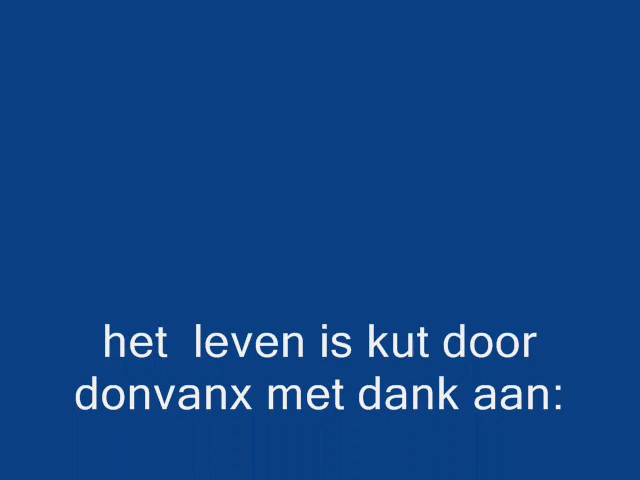 het  leven is kut door
donvanx met dank aan: